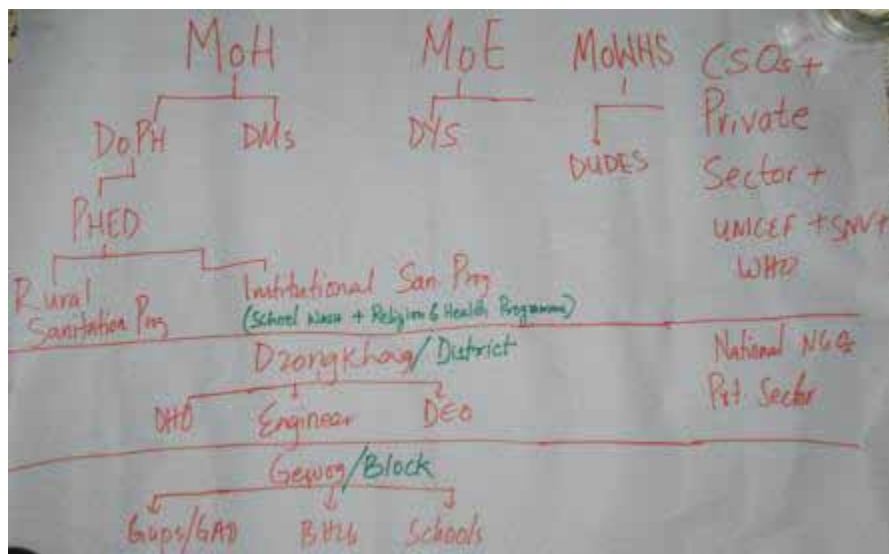 MoH MoE MoWHS CSOs +
Private
Sector +
UNICEF + SNV +
WHO
DoPH DMs DYS DUDES
PHED
Rural
Sanitation Prog
Institutional San Prog
(School Wash + Religion & Health Programme)
Dzongkhag/District
DHO Engineer DEO
National NGOs
Pvt. Sector
Gewog/Block
Gups/GAO Schools